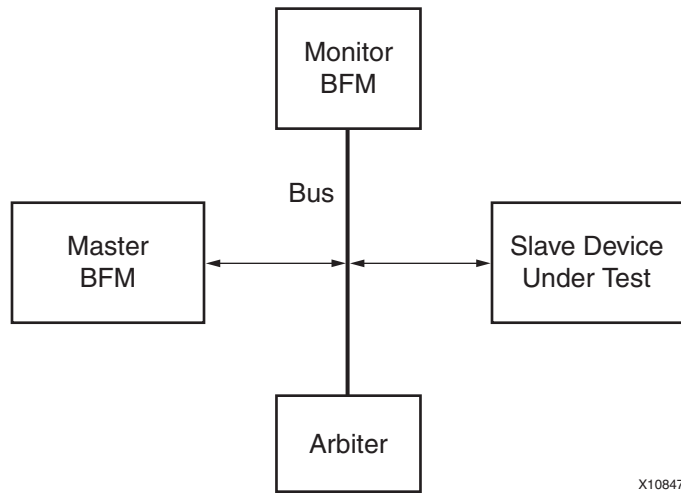 Monitor
BFM
Bus
Master
BFM
Slave Device
Under Test
Arbiter
X10847